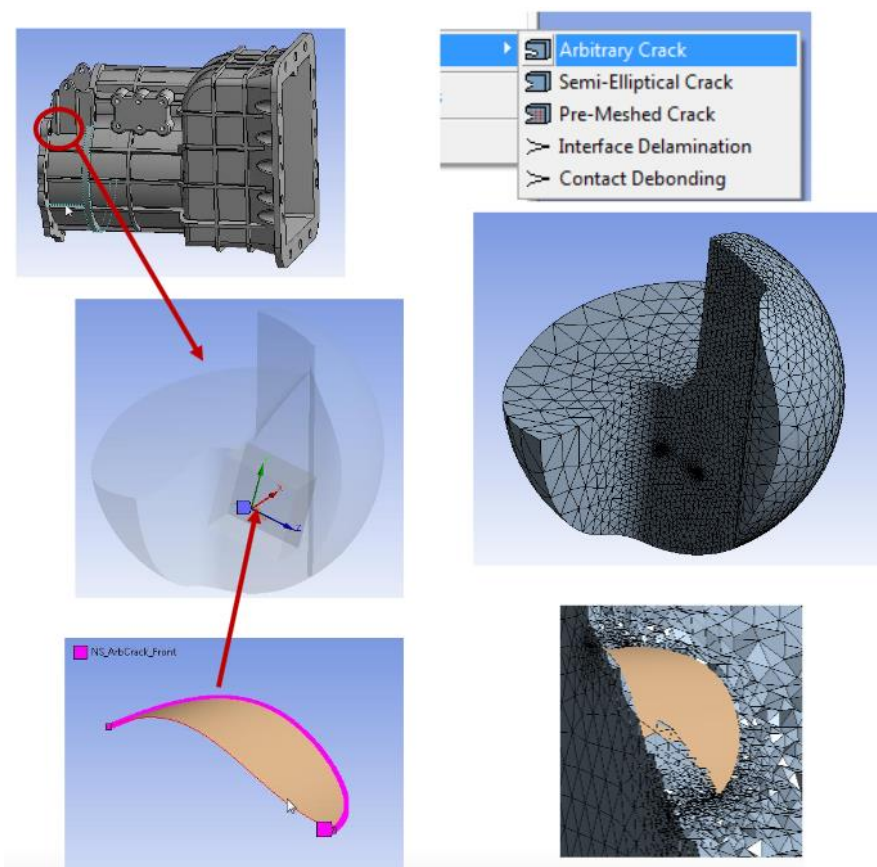 Arbitrary Crack
Semi-Elliptical Crack
Pre-Meshed Crack
Interface Delamination
Contact Debonding
NS_ArbCrack_Front